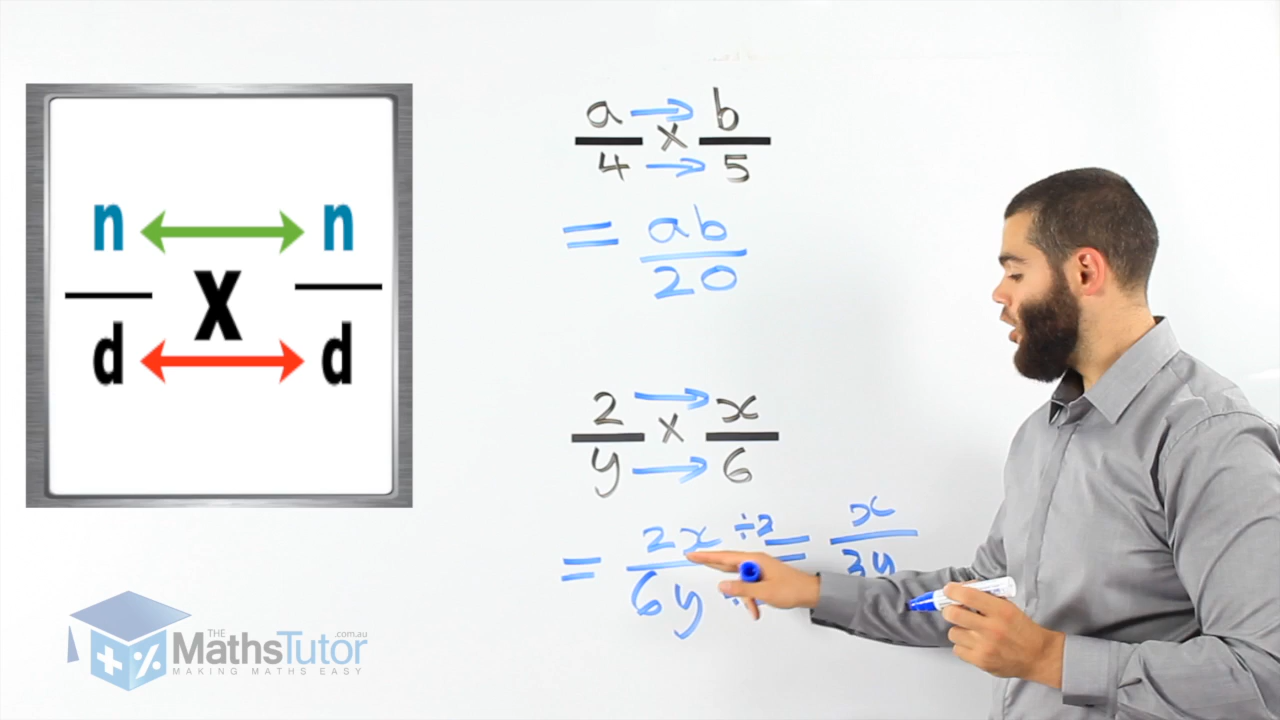 n n
X
d d
a → b
× 
4 → 5
= ab
20
2 → x
×
y → 6
= 2x ÷2 = x
6y ÷ 3y
THE MathsTutor .com.au
MAKING MATHS EASY